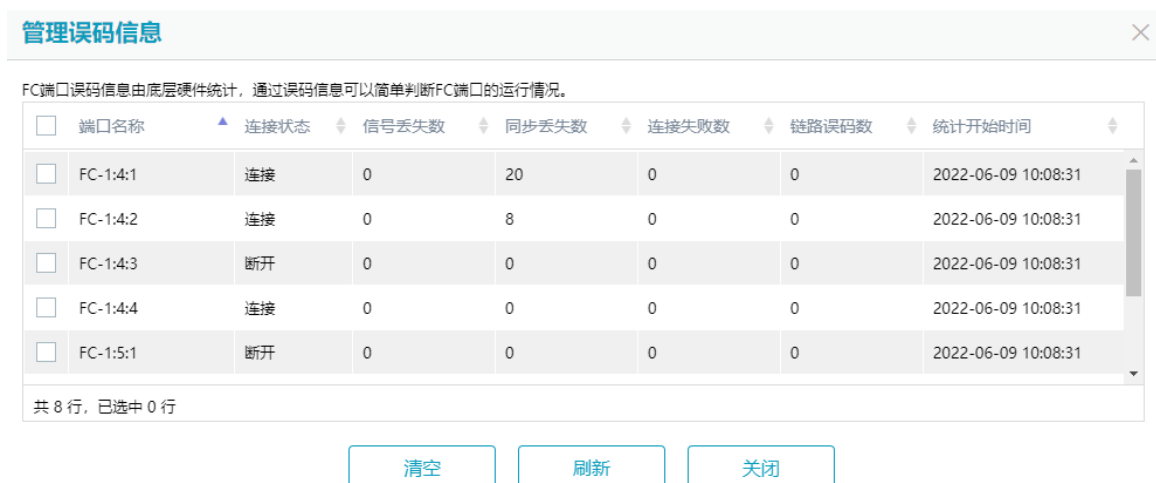 管理误码信息
FC端口误码信息由底层硬件统计，通过误码信息可以简单判断FC端口的运行情况。
端口名称 连接状态 信号丢失数 同步丢失数 连接失败数 链路误码数 统计开始时间
FC-1:4:1 连接 0 20 0 0 2022-06-09 10:08:31
FC-1:4:2 连接 0 8 0 0 2022-06-09 10:08:31
FC-1:4:3 断开 0 0 0 0 2022-06-09 10:08:31
FC-1:4:4 连接 0 0 0 0 2022-06-09 10:08:31
FC-1:5:1 断开 0 0 0 0 2022-06-09 10:08:31
共 8 行，已选中 0 行
清空 刷新 关闭